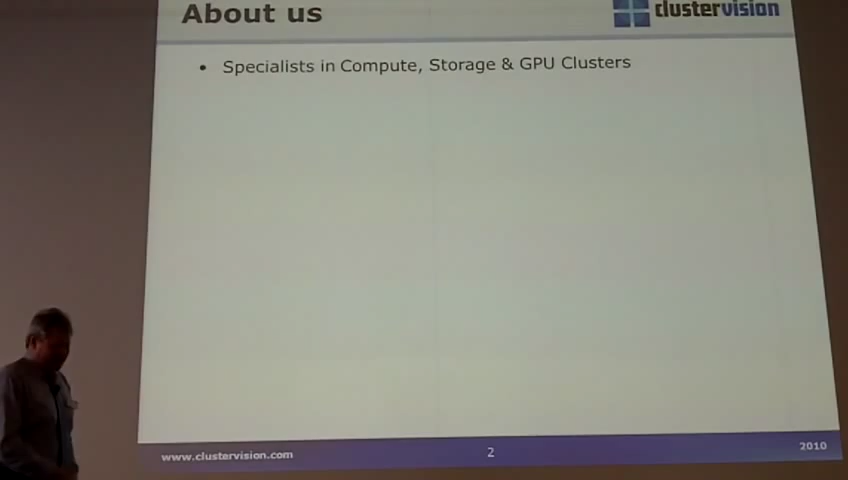 About us
clustervision
• Specialists in Compute, Storage & GPU Clusters
www.clustervision.com
2
2010